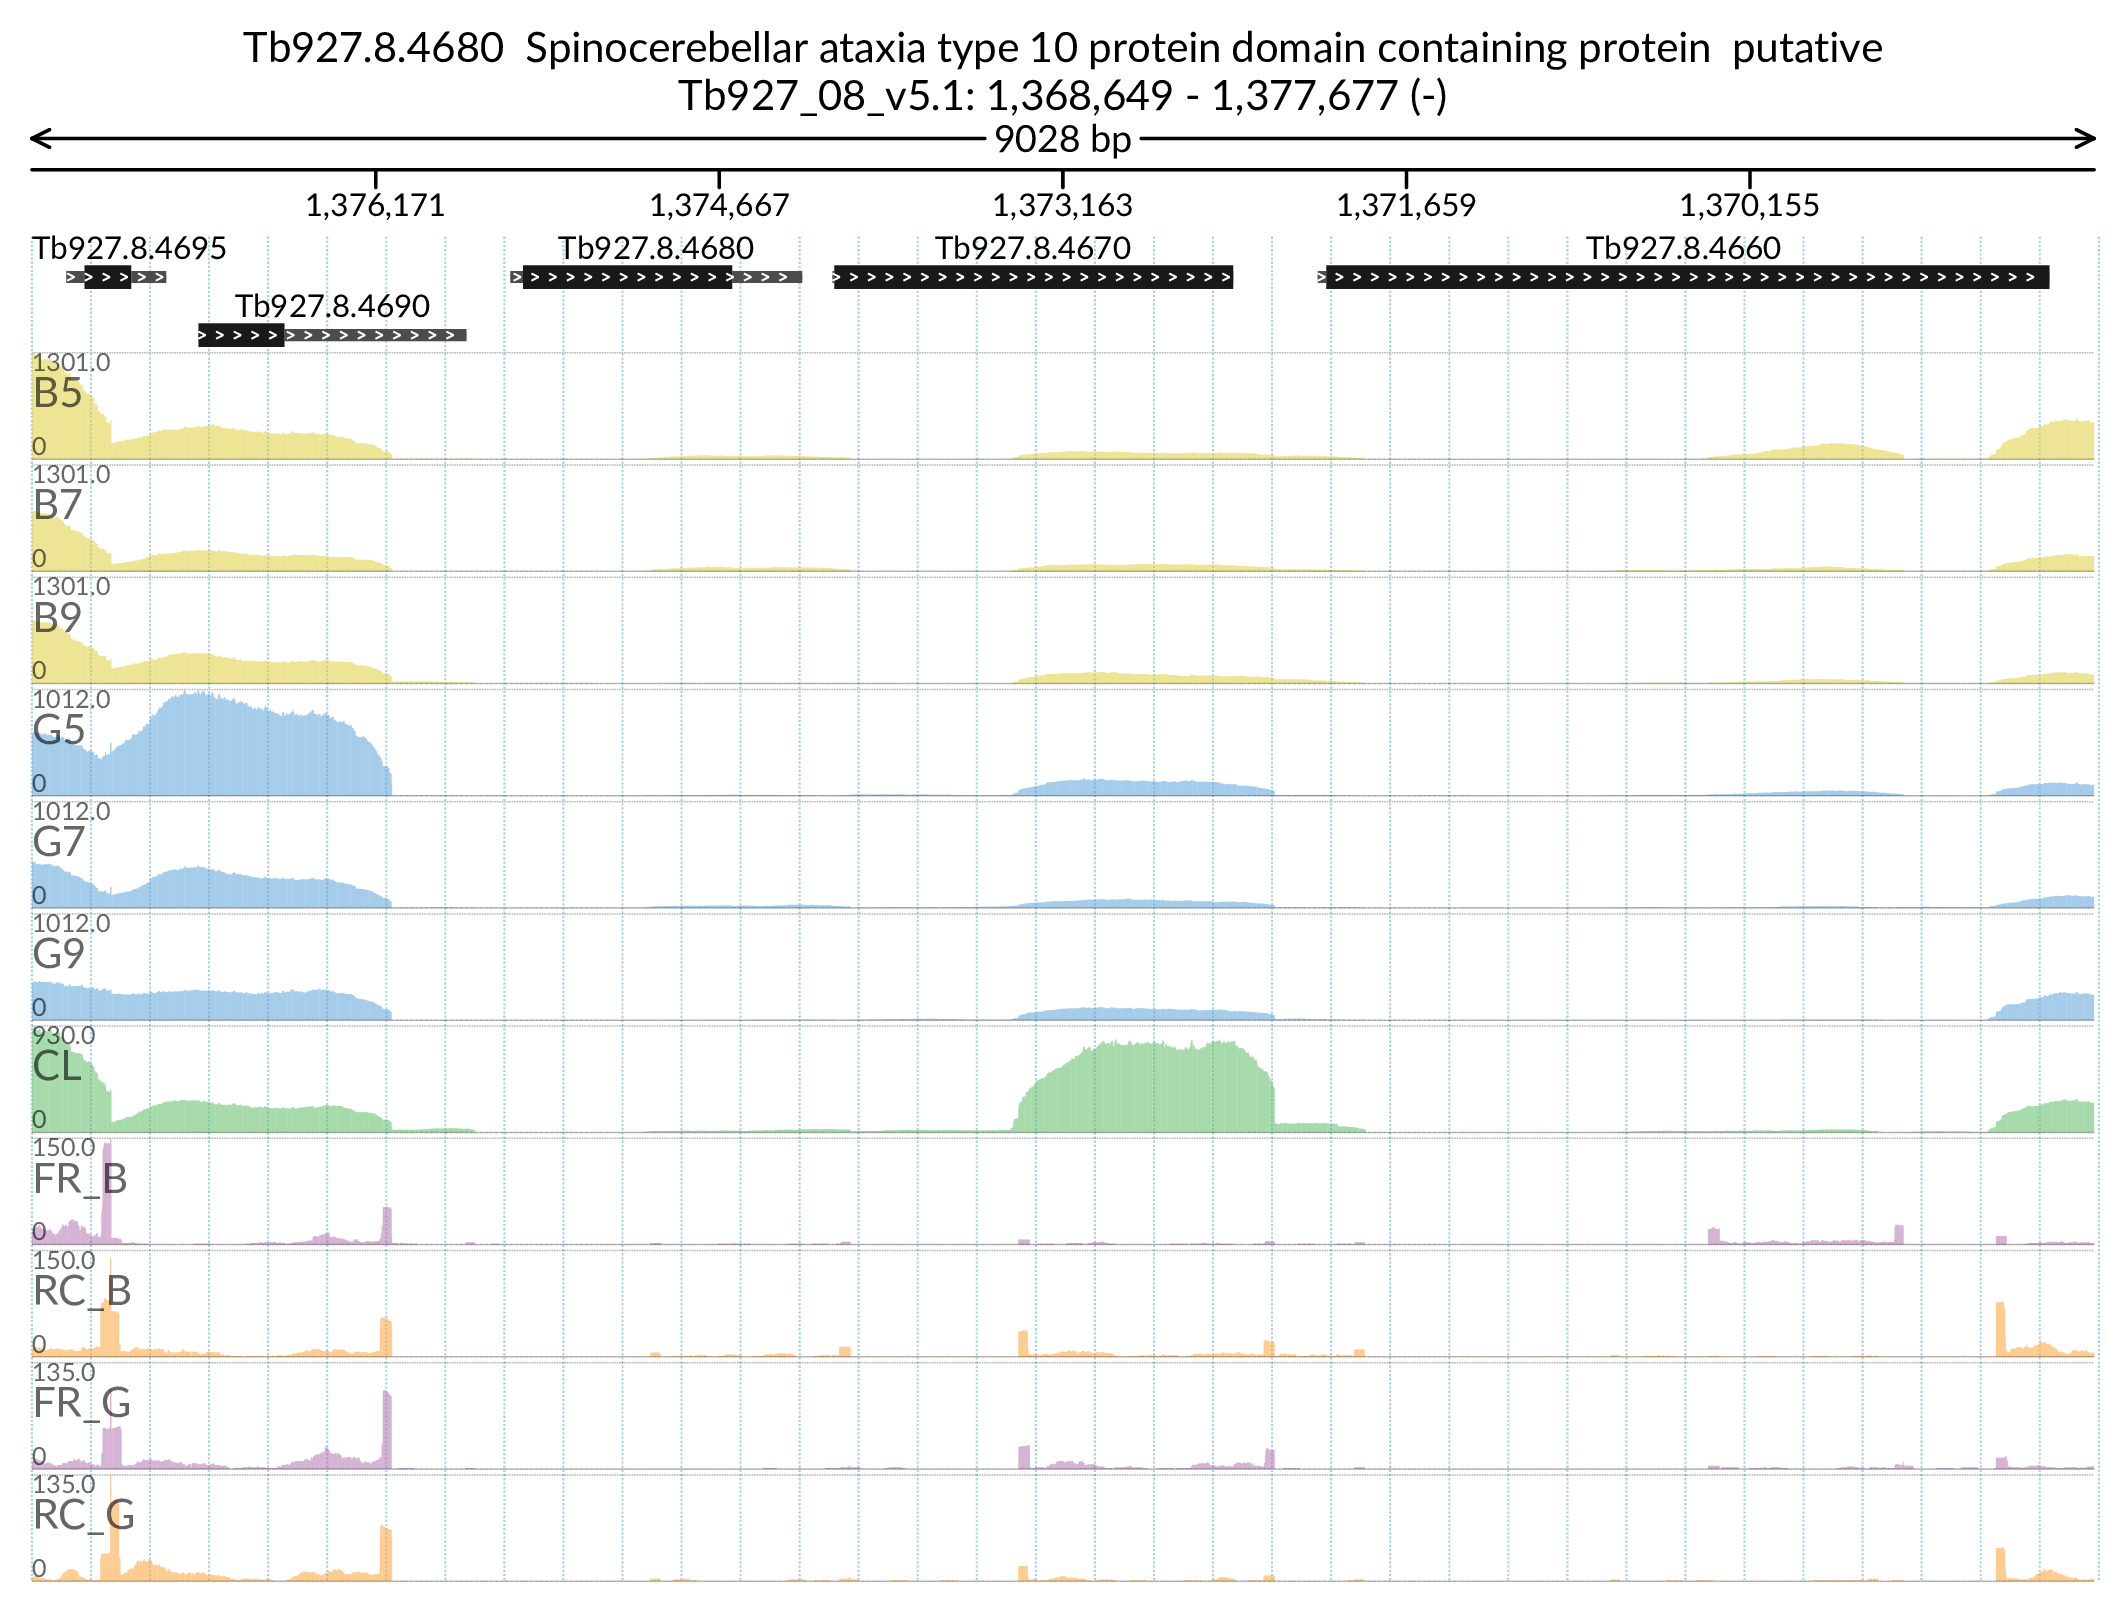 Tb927.8.4680  Spinocerebellar ataxia type 10 protein domain containing protein  putative
Tb927_08_v5.1: 1,368,649 - 1,377,677 (-)
9028 bp
1,376,171 1,374,667 1,373,163 1,371,659 1,370,155
Tb927.8.4695 Tb927.8.4680 Tb927.8.4670 Tb927.8.4660
Tb927.8.4690
1301.0
B5
0
1301.0
B7
0
1301.0
B9
0
1012.0
G5
0
1012.0
G7
0
1012.0
G9
0
930.0
CL
0
150.0
FR_B
0
150.0
RC_B
0
135.0
FR_G
0
135.0
RC_G
0